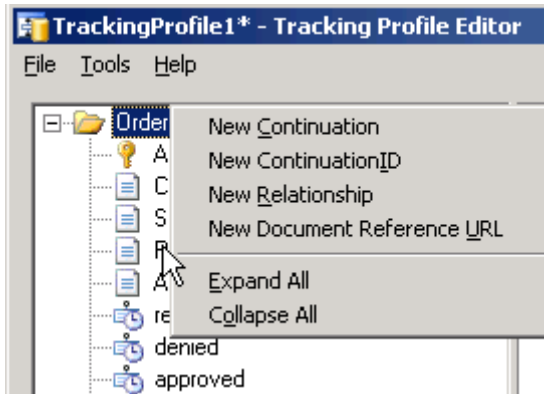 TrackingProfile1* - Tracking Profile Editor
File Tools Help
Order
New Continuation
A
New ContinuationID
C
New Relationship
S
New Document Reference URL
A
Expand All
re
Collapse All
denied
approved